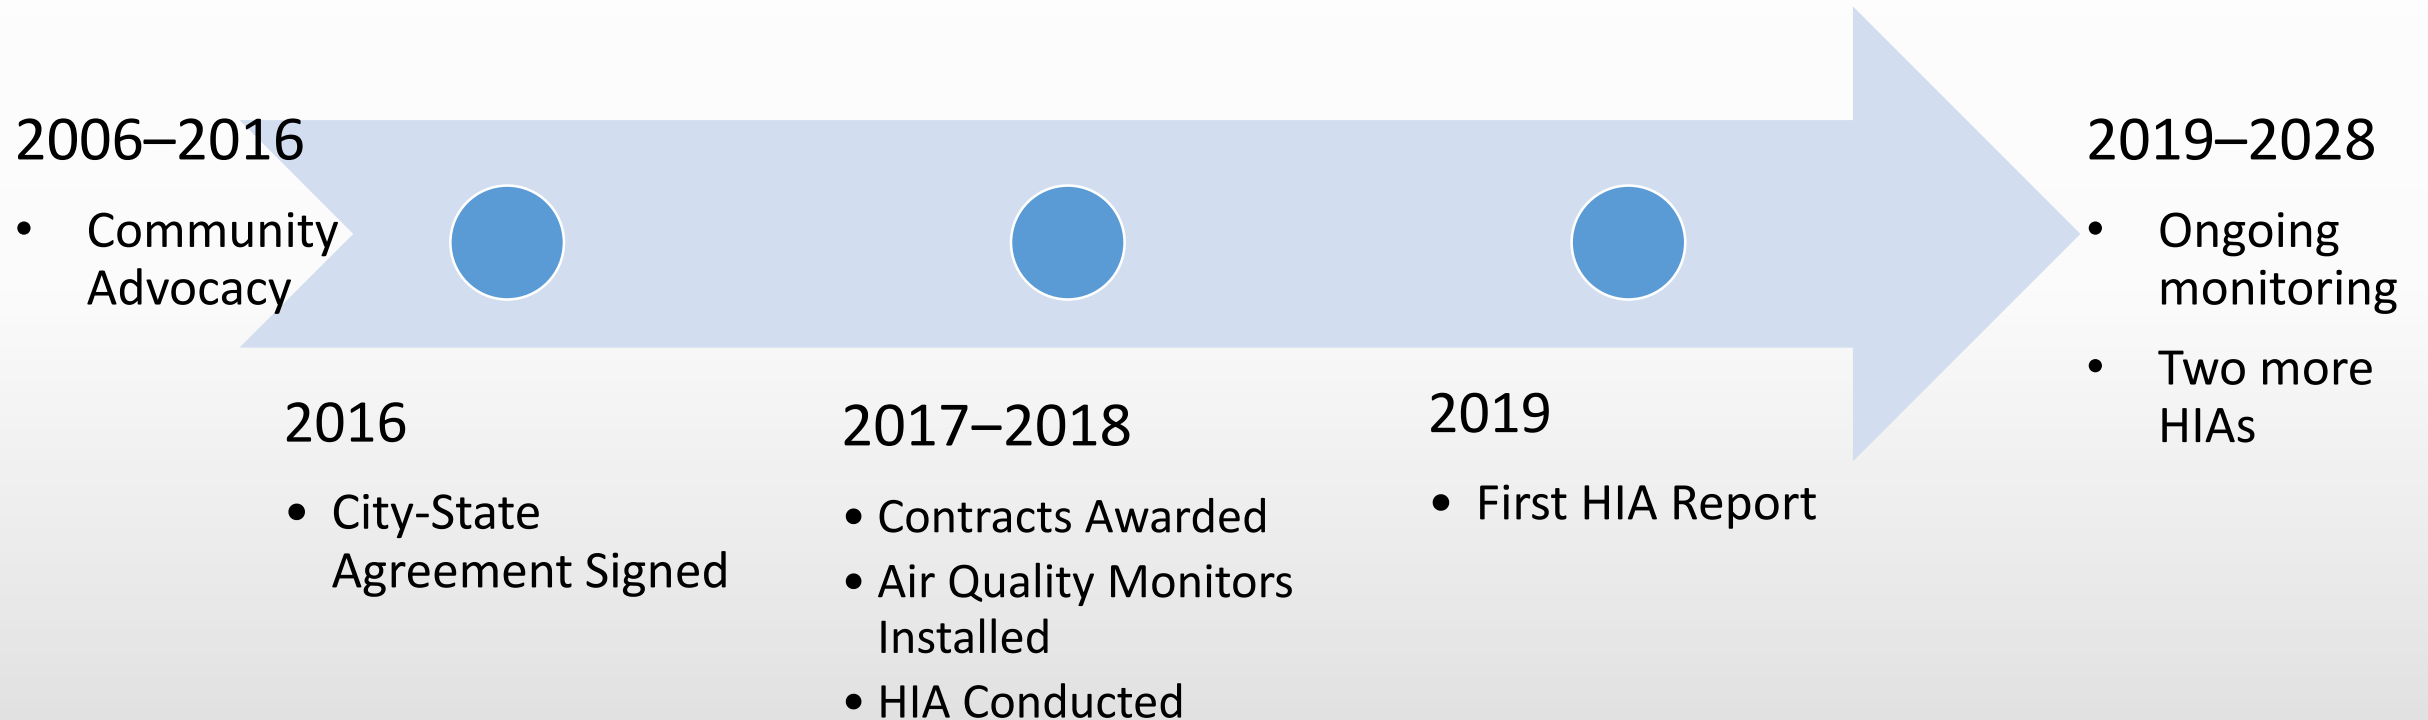 2006–2016
• Community
Advocacy
2016
• City-State
Agreement Signed
2017–2018
• Contracts Awarded
• Air Quality Monitors
Installed
• HIA Conducted
2019
• First HIA Report
2019–2028
• Ongoing
monitoring
• Two more
HIAs